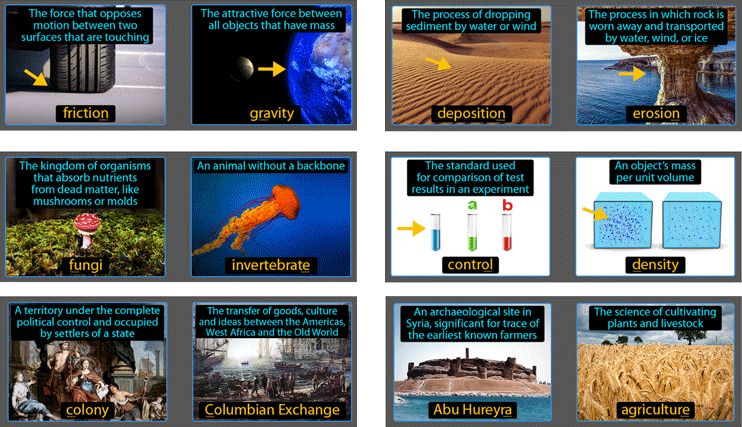 The force that opposes
motion between two
surfaces that are touching
friction
The attractive force between
all objects that have mass
gravity
The process of dropping
sediment by water or wind
deposition
The process in which rock is
worn away and transported
by water, wind, or ice
erosion
The kingdom of organisms
that absorb nutrients
from dead matter, like
mushrooms or molds
fungi
An animal without a backbone
invertebrate
The standard used
for comparison of test
results in an experiment
a
b
control
An object's mass
per unit volume
density
A territory under the complete
political control and occupied
by settlers of a state
colony
The transfer of goods, culture
and ideas between the Americas,
West Africa and the Old World
Columbian Exchange
An archaeological site in
Syria, significant for trace of
the earliest known farmers
Abu Hureyra
The science of cultivating
plants and livestock
agriculture